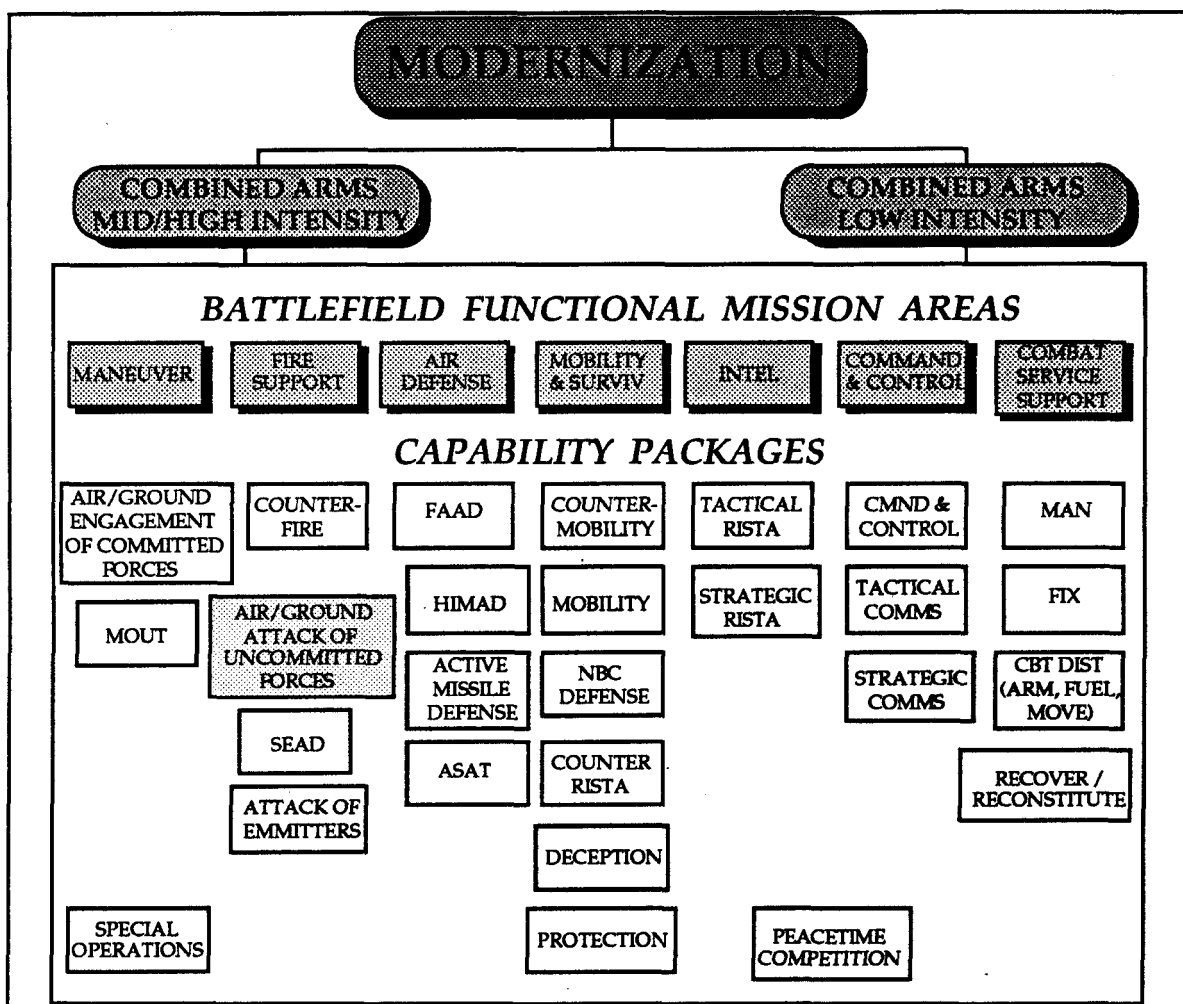 MODERNIZATION
COMBINED ARMS
MID/HIGH INTENSITY
COMBINED ARMS
LOW INTENSITY
BATTLEFIELD FUNCTIONAL MISSION AREAS
MANEUVER
FIRE
SUPPORT
AIR
DEFENSE
MOBILITY
& SURVIV
INTEL
COMMAND
& CONTROL
COMBAT
SERVICE
SUPPORT
CAPABILITY PACKAGES
AIR/GROUND
ENGAGEMENT
OF COMMITTED
FORCES
COUNTER-
FIRE
FAAD
COUNTER-
MOBILITY
TACTICAL
RISTA
CMND &
CONTROL
MAN
MOUT
AIR/GROUND
ATTACK OF
UNCOMMITTED
FORCES
HIMAD
MOBILITY
STRATEGIC
RISTA
TACTICAL
COMMS
FIX
ACTIVE
MISSILE
DEFENSE
NBC
DEFENSE
STRATEGIC
COMMS
CBT DIST
(ARM, FUEL,
MOVE)
SEAD
ASAT
COUNTER
RISTA
RECOVER /
RECONSTITUTE
ATTACK OF
EMMITTERS
DECEPTION
SPECIAL
OPERATIONS
PROTECTION
PEACETIME
COMPETITION